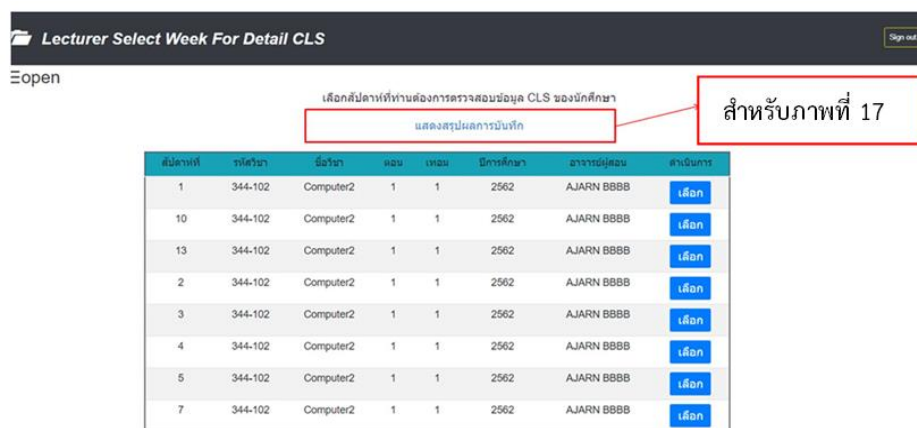 Lecturer Select Week For Detail CLS
Sign out
☰open
เลือกสัปดาห์ที่ท่านต้องการตรวจสอบข้อมูล CLS ของนักศึกษา
แสดงสรุปผลการบันทึก
สำหรับภาพที่ 17
สัปดาห์ที่ รหัสวิชา ชื่อวิชา ตอน เทอม ปีการศึกษา อาจารย์ผู้สอน ดำเนินการ
1 344-102 Computer2 1 1 2562 AJARN BBBB เลือก
10 344-102 Computer2 1 1 2562 AJARN BBBB เลือก
13 344-102 Computer2 1 1 2562 AJARN BBBB เลือก
2 344-102 Computer2 1 1 2562 AJARN BBBB เลือก
3 344-102 Computer2 1 1 2562 AJARN BBBB เลือก
4 344-102 Computer2 1 1 2562 AJARN BBBB เลือก
5 344-102 Computer2 1 1 2562 AJARN BBBB เลือก
7 344-102 Computer2 1 1 2562 AJARN BBBB เลือก